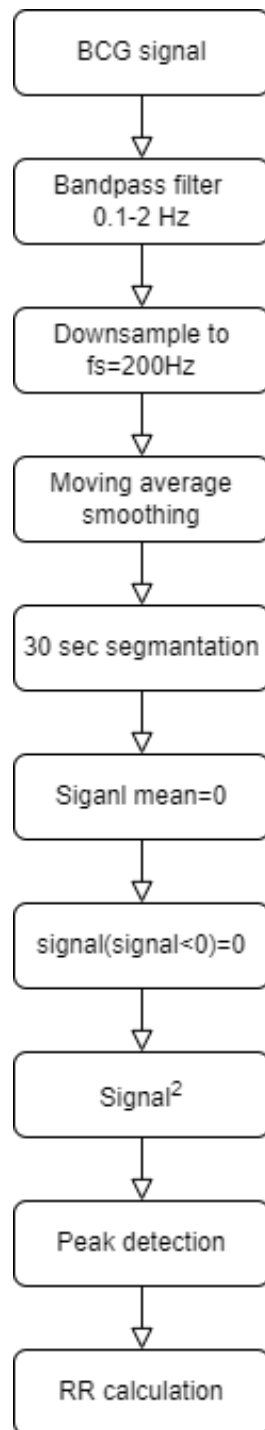 BCG signal
Bandpass filter
0.1-2 Hz
Downsample to
fs=200Hz
Moving average
smoothing
30 sec segmantation
Siganl mean=0
signal(signal<0)=0
Signal²
Peak detection
RR calculation